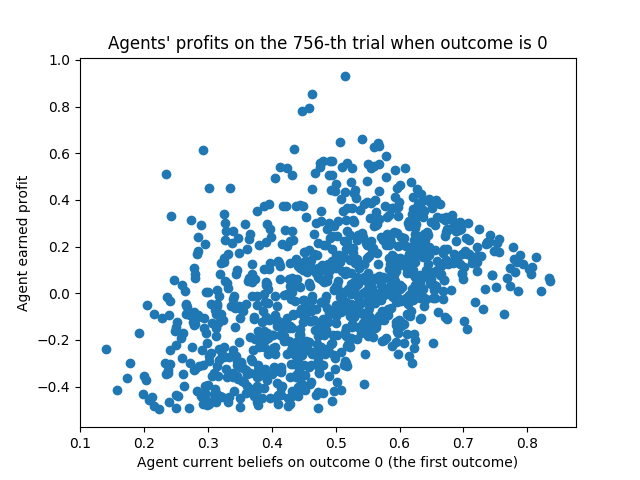 Agents' profits on the 756-th trial when outcome is 0
1.0
0.8
0.6
0.4
0.2
0.0
−0.2
−0.4
Agent earned profit
0.1 0.2 0.3 0.4 0.5 0.6 0.7 0.8
Agent current beliefs on outcome 0 (the first outcome)